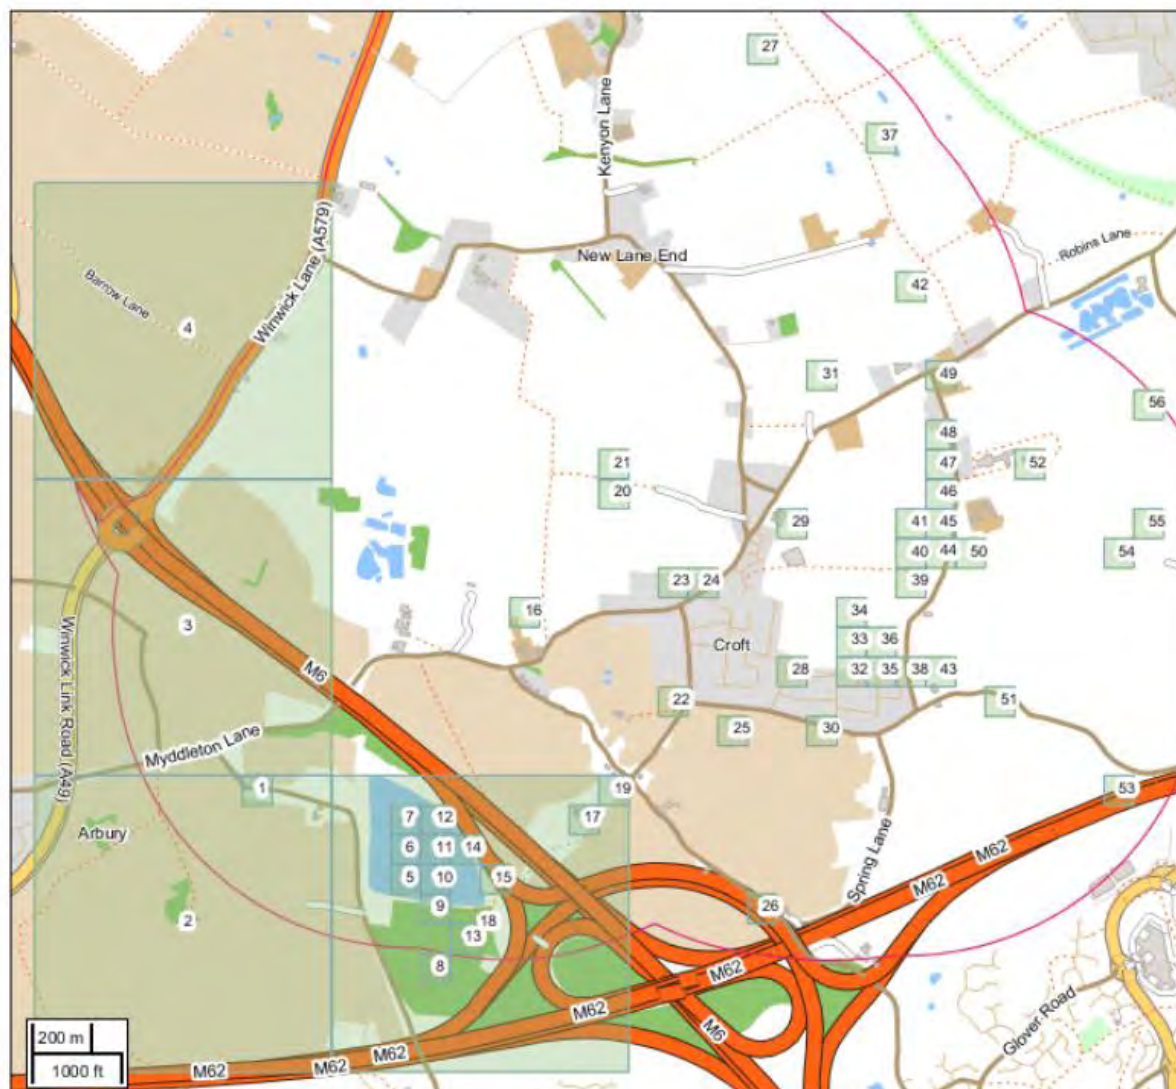 27
Kenyon Lane
37
Winwick Lane (A579)
New Lane End
Robins Lane
Barrow Lane
42
4
31
49
56
48
21
47
52
20
46
29
41
45
55
40
44
50
54
23
24
39
16
34
3
33
36
Croft
M6
28
32
35
38
43
Winwick Link Road (A49)
22
51
25
30
Myddleton Lane
1
19
53
7
12
17
Arbury
6
11
14
M62
Spring Lane
5
10
15
M62
9
26
2
18
13
8
M62
M62
Glover Road
200 m
M6
M62
M62
M62
1000 ft